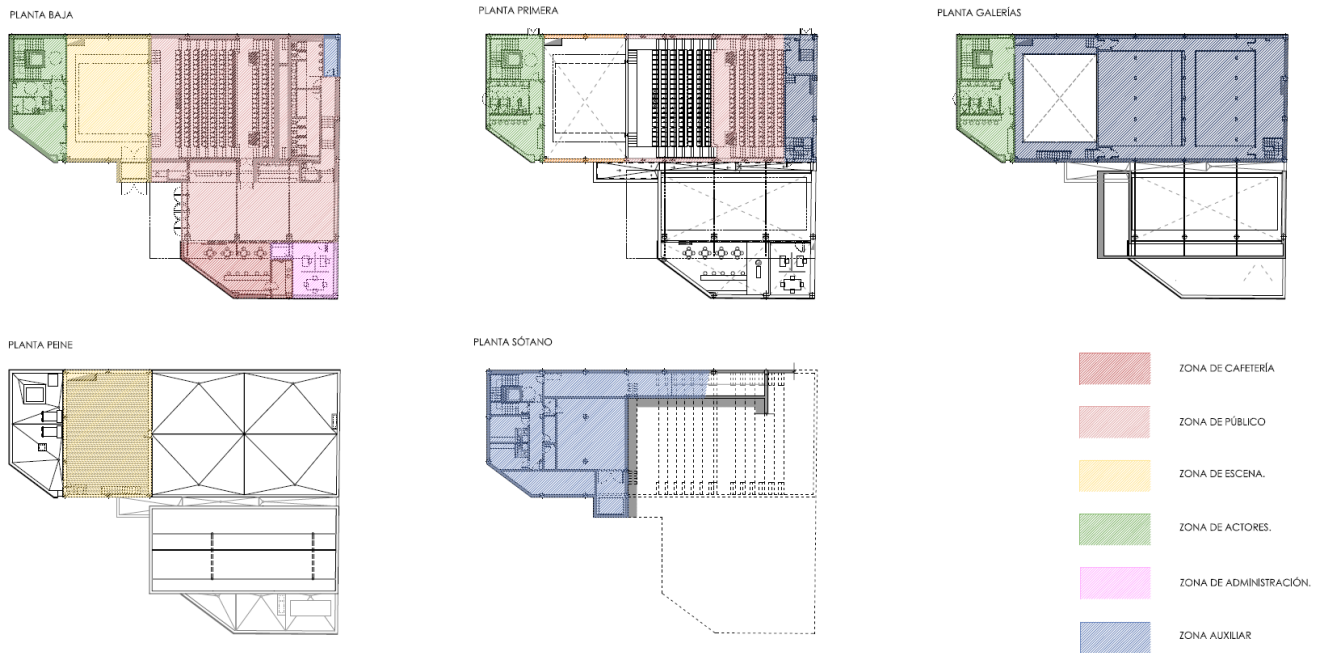 PLANTA BAJA
PLANTA PRIMERA
PLANTA GALERÍAS
PLANTA PEINE
PLANTA SÓTANO
ZONA DE CAFETERÍA
ZONA DE PÚBLICO
ZONA DE ESCENA.
ZONA DE ACTORES.
ZONA DE ADMINISTRACIÓN.
ZONA AUXILIAR